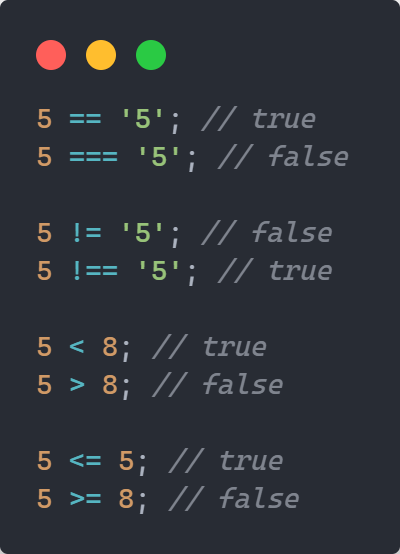 5 == '5'; // true
5 === '5'; // false
5 != '5'; // false
5 !== '5'; // true
5 < 8; // true
5 > 8; // false
5 <= 5; // true
5 >= 8; // false